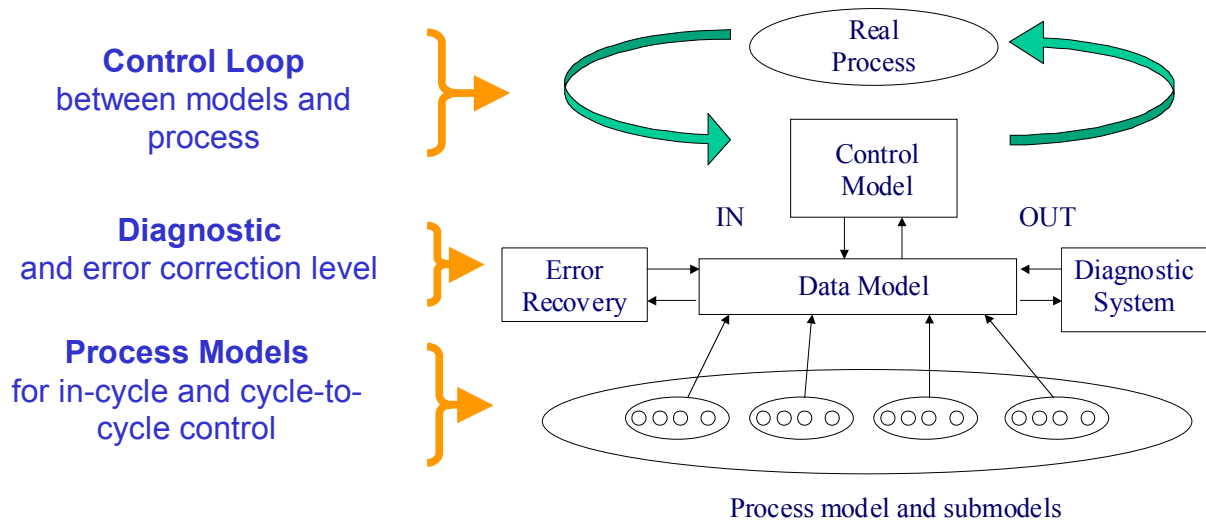 Control Loop
between models and
process
Diagnostic
and error correction level
Process Models
for in-cycle and cycle-to-
cycle control
Real
Process
Control
Model
IN
OUT
Error
Recovery
Data Model
Diagnostic
System
Process model and submodels